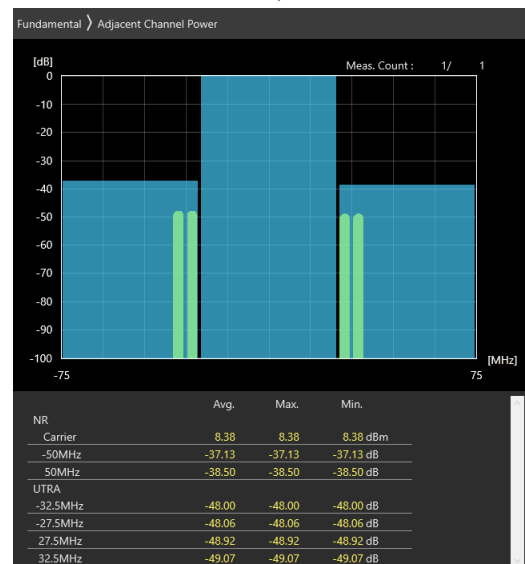 Fundamental 〉 Adjacent Channel Power
[dB]
Meas. Count : 1/ 1
0
-10
-20
-30
-40
-50
-60
-70
-80
-90
-100
[MHz]
-75 75
Avg. Max. Min.
NR
Carrier 8.38 8.38 8.38 dBm
-50MHz -37.13 -37.13 -37.13 dB
50MHz -38.50 -38.50 -38.50 dB
UTRA
-32.5MHz -48.00 -48.00 -48.00 dB
-27.5MHz -48.06 -48.06 -48.06 dB
27.5MHz -48.92 -48.92 -48.92 dB
32.5MHz -49.07 -49.07 -49.07 dB